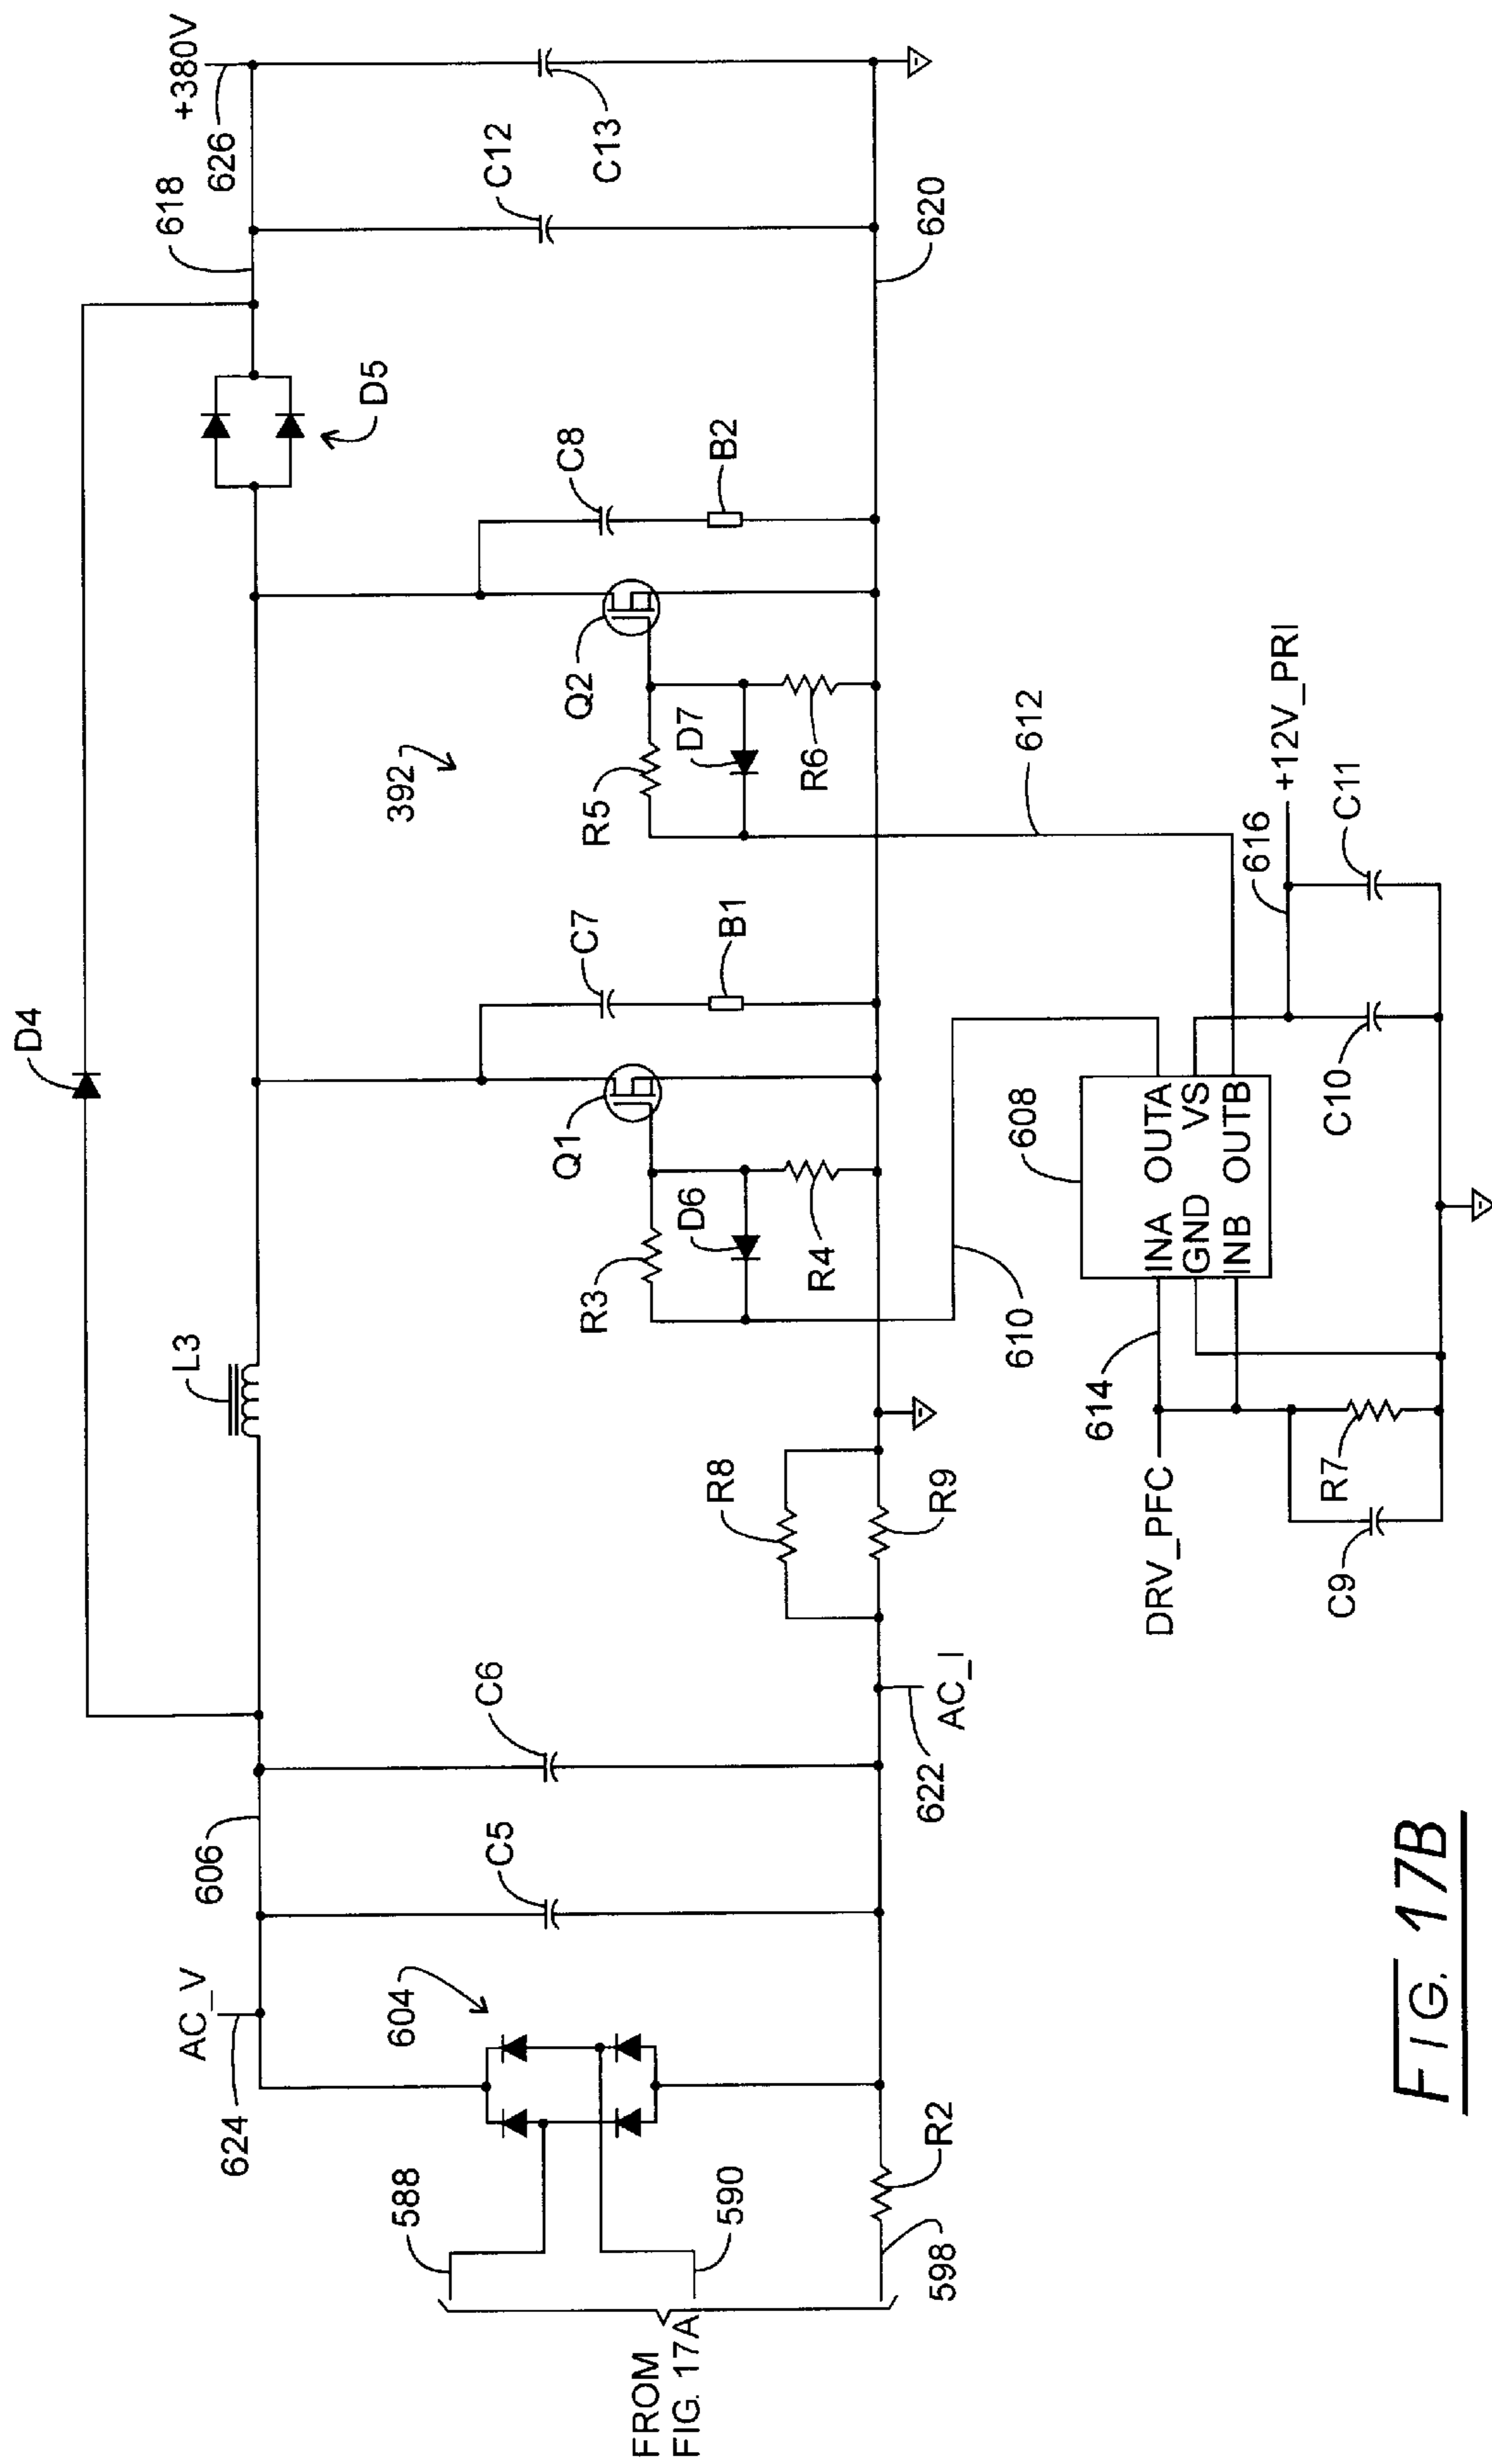 D4
+380V
626
618
L3
D5
AC_V
624
606
C12
C13
C5
C6
C7
C8
392
604
Q1
Q2
588
R3
R5
D6
D7
B1
B2
FROM
FIG. 17A
590
R8
R4
R6
598
R2
622
AC_I
R9
620
610
612
608
614
616
DRV_PFC
INA OUTA
GND VS
INB OUTB
+12V_PRI
C9
R7
C10
C11
FIG. 17B